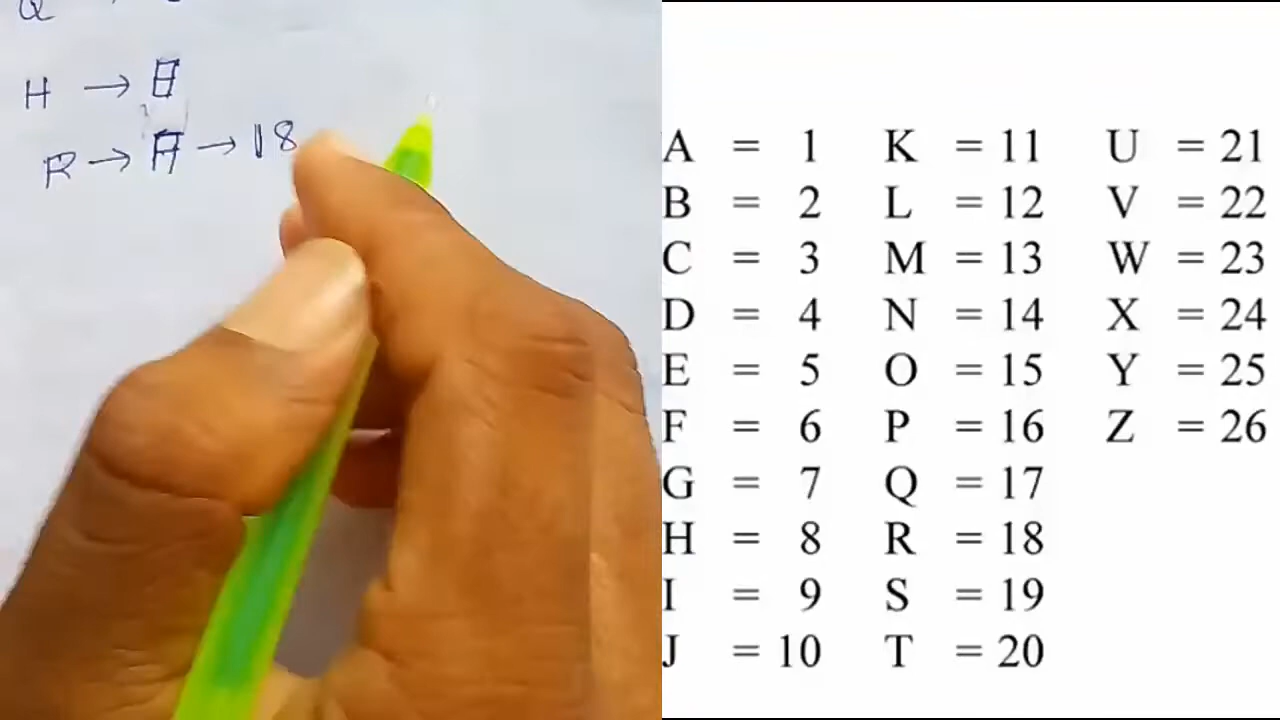 Q →
H → 8
R → A → 18
A = 1 K = 11 U = 21
B = 2 L = 12 V = 22
C = 3 M = 13 W = 23
D = 4 N = 14 X = 24
E = 5 O = 15 Y = 25
F = 6 P = 16 Z = 26
G = 7 Q = 17
H = 8 R = 18
I = 9 S = 19
J = 10 T = 20